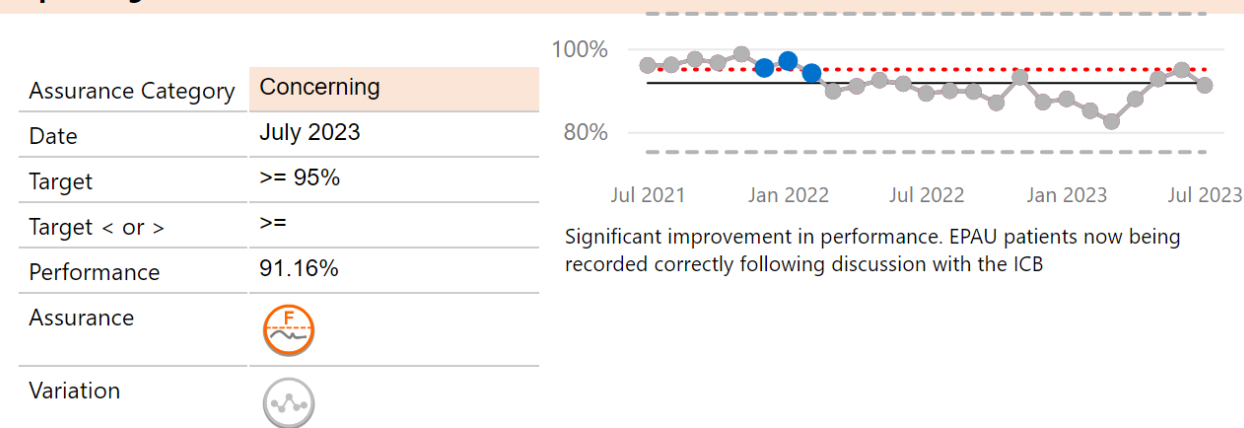 Assurance Category Concerning
Date July 2023
Target >= 95%
Target < or > >=
Performance 91.16%
Assurance F
Variation
100%
80%
Jul 2021 Jan 2022 Jul 2022 Jan 2023 Jul 2023
Significant improvement in performance. EPAU patients now being
recorded correctly following discussion with the ICB